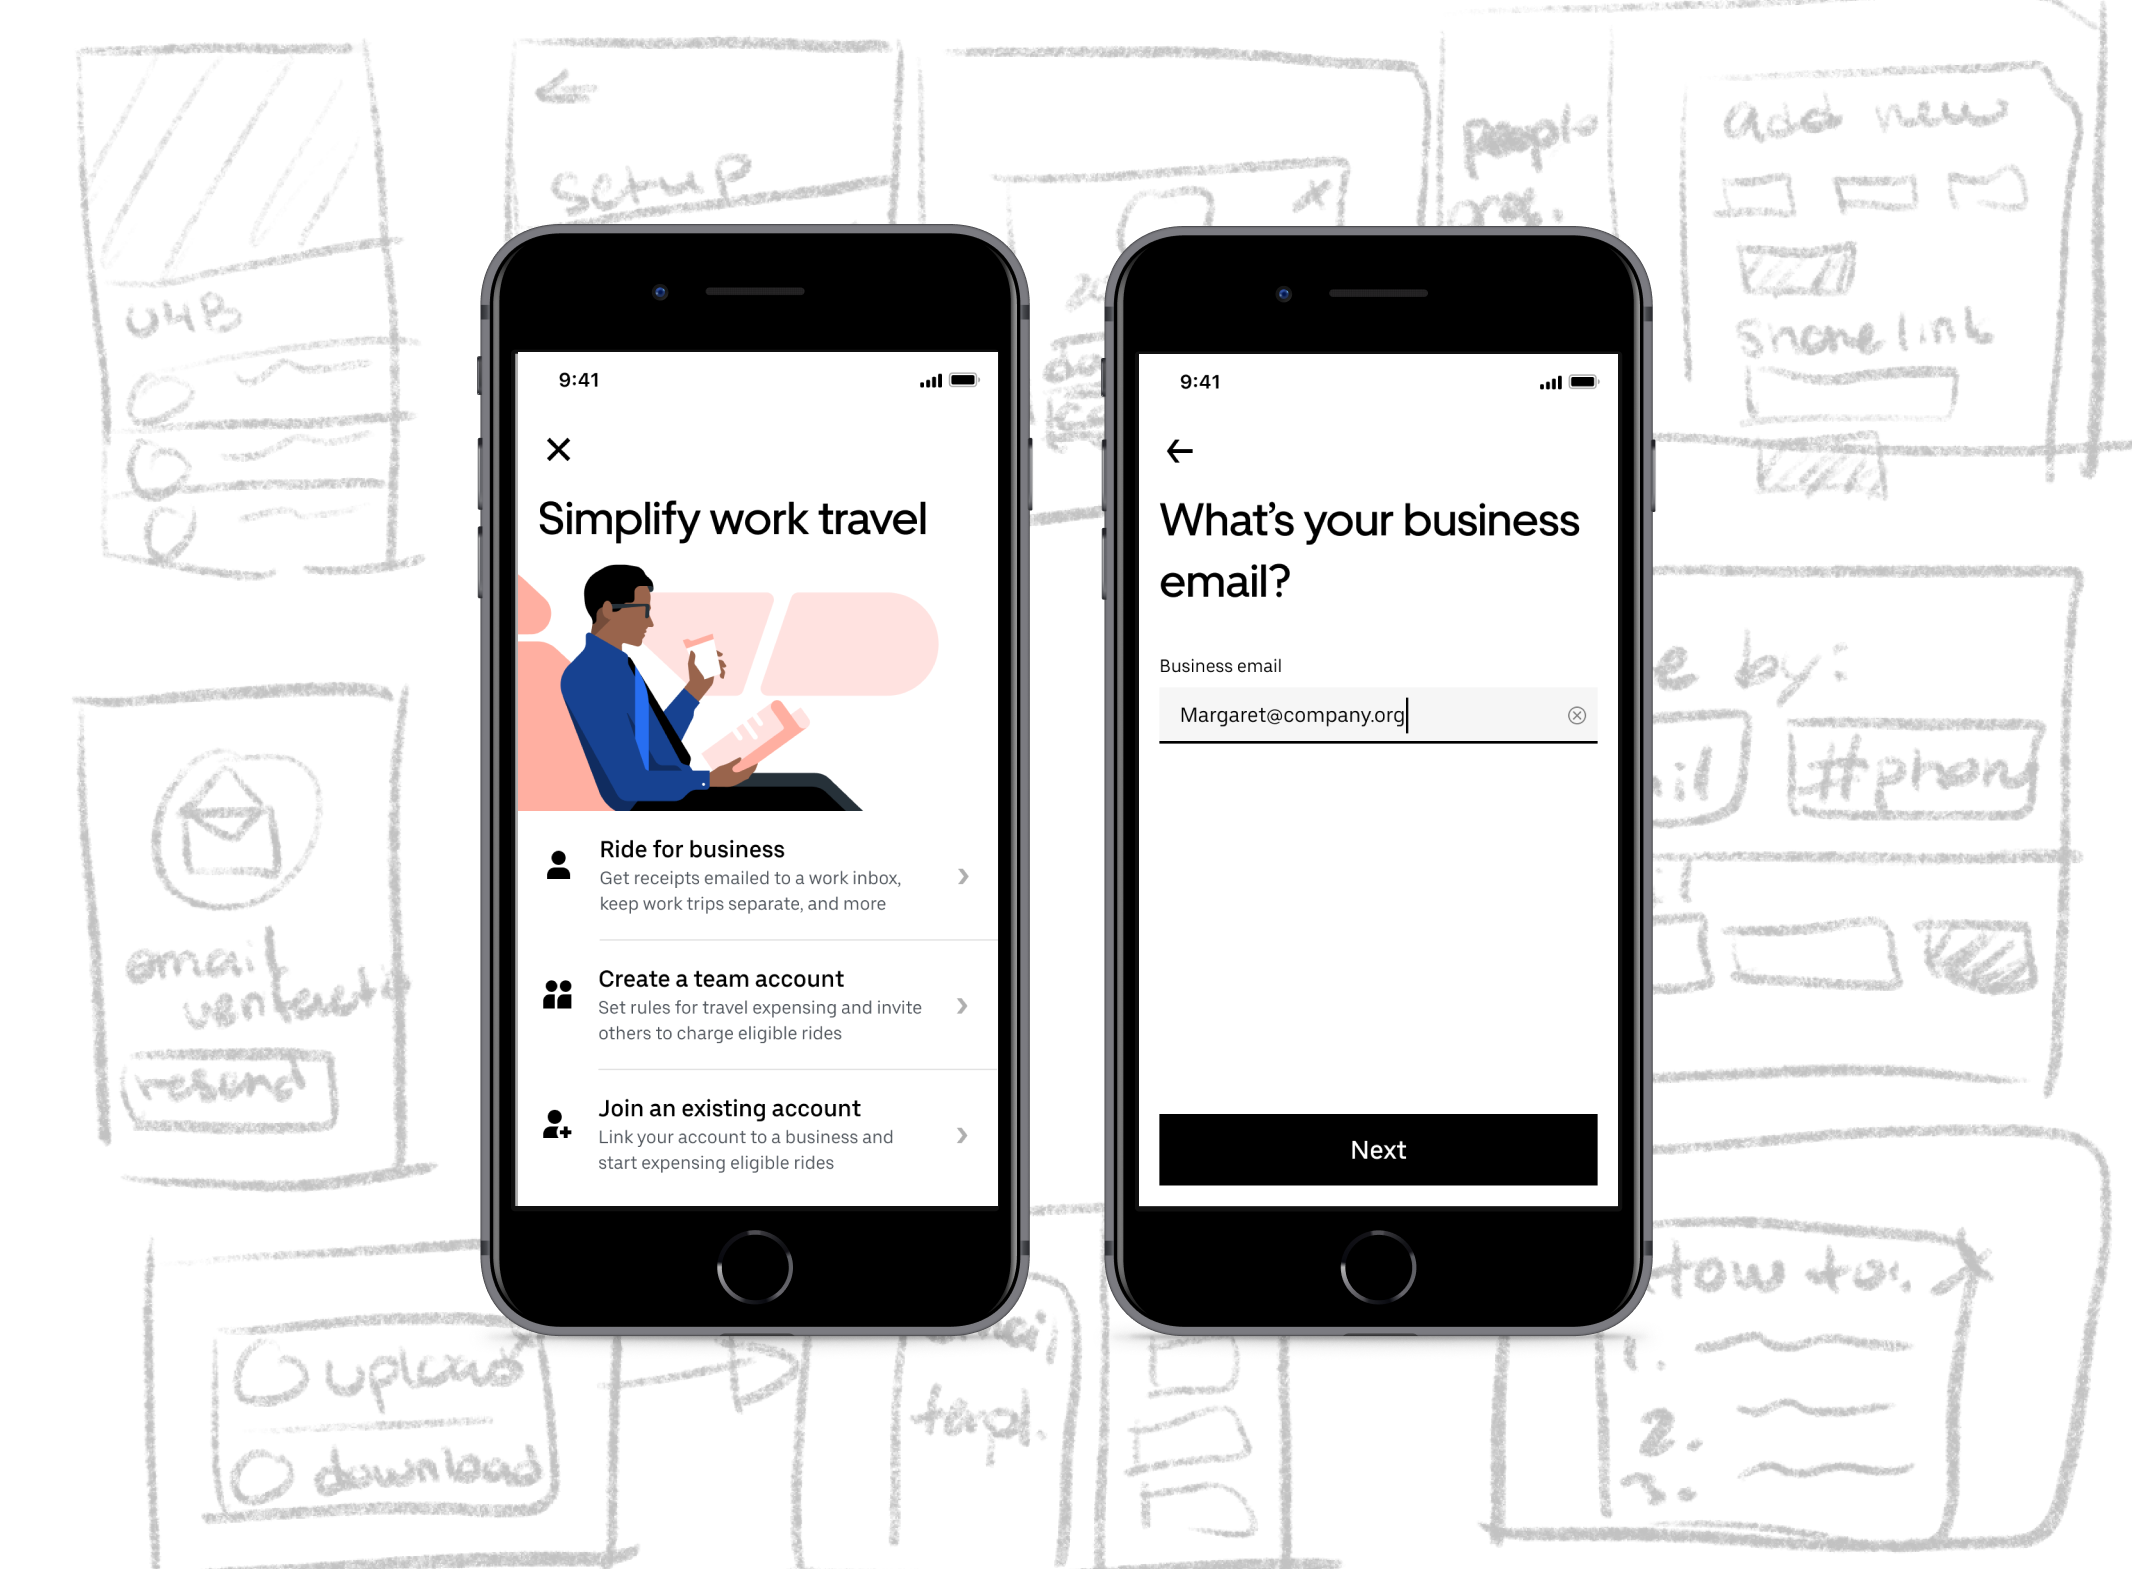 add new
people
setup
u4B
share link
9:41
Simplify work travel
Ride for business
Get receipts emailed to a work inbox,
keep work trips separate, and more
Create a team account
Set rules for travel expensing and invite
others to charge eligible rides
Join an existing account
Link your account to a business and
start expensing eligible rides
9:41
What's your business
email?
Business email
Margaret@company.org
Next
e by:
il
#phon
email
resend
How to:
upload
1.
templ.
2.
download
3.